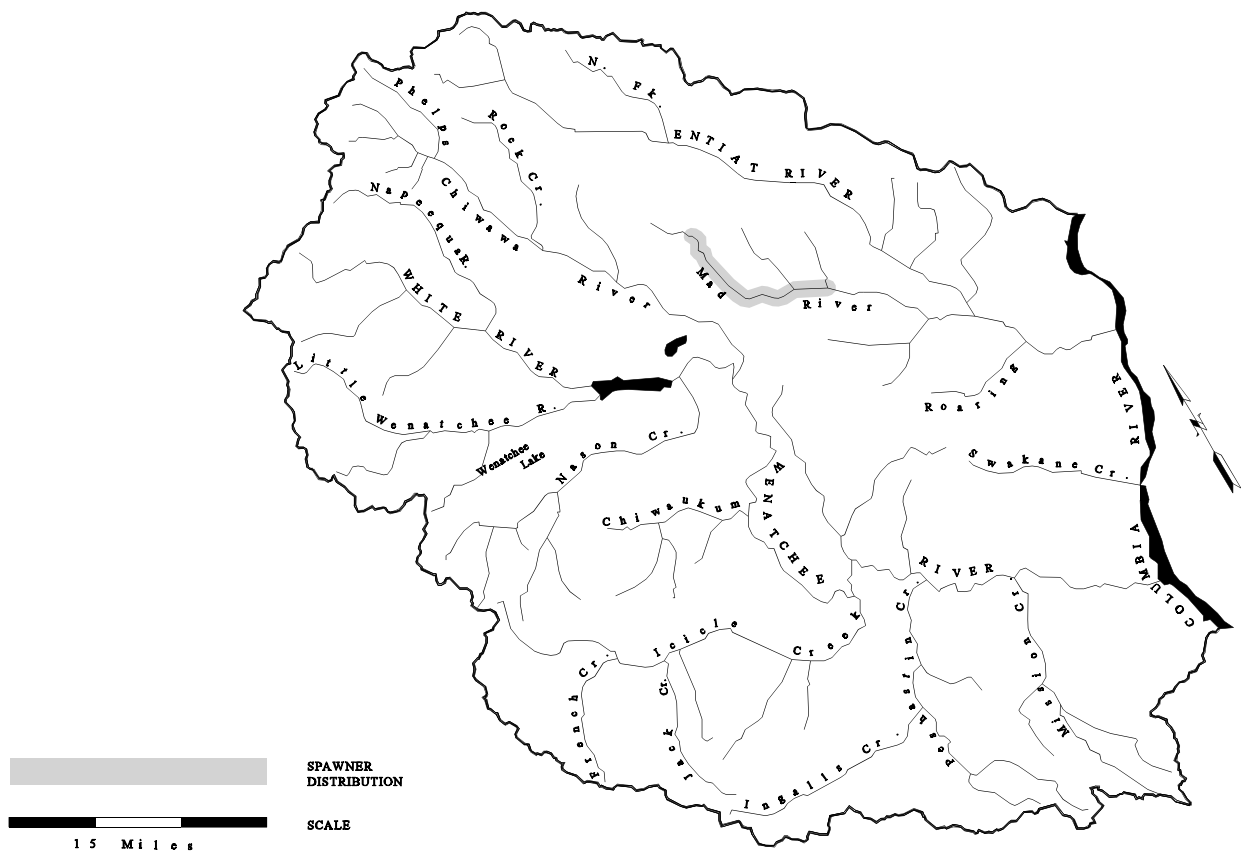 N. Fk.
Phelps
Rock Cr.
ENTIAT RIVER
Napeequa R.
Chiwawa River
Mad River
WHITE RIVER
Little Wenatchee R.
Wenatchee
Lake
Nason Cr.
Roaring
Swakane Cr.
COLUMBIA RIVER
Chiwaukum
WENATCHEE RIVER
Icicle Creek
French Cr.
Jack Cr.
Ingalls Cr.
Peshastin Cr.
Mission Cr.
N
SPAWNER
DISTRIBUTION
SCALE
15 Miles